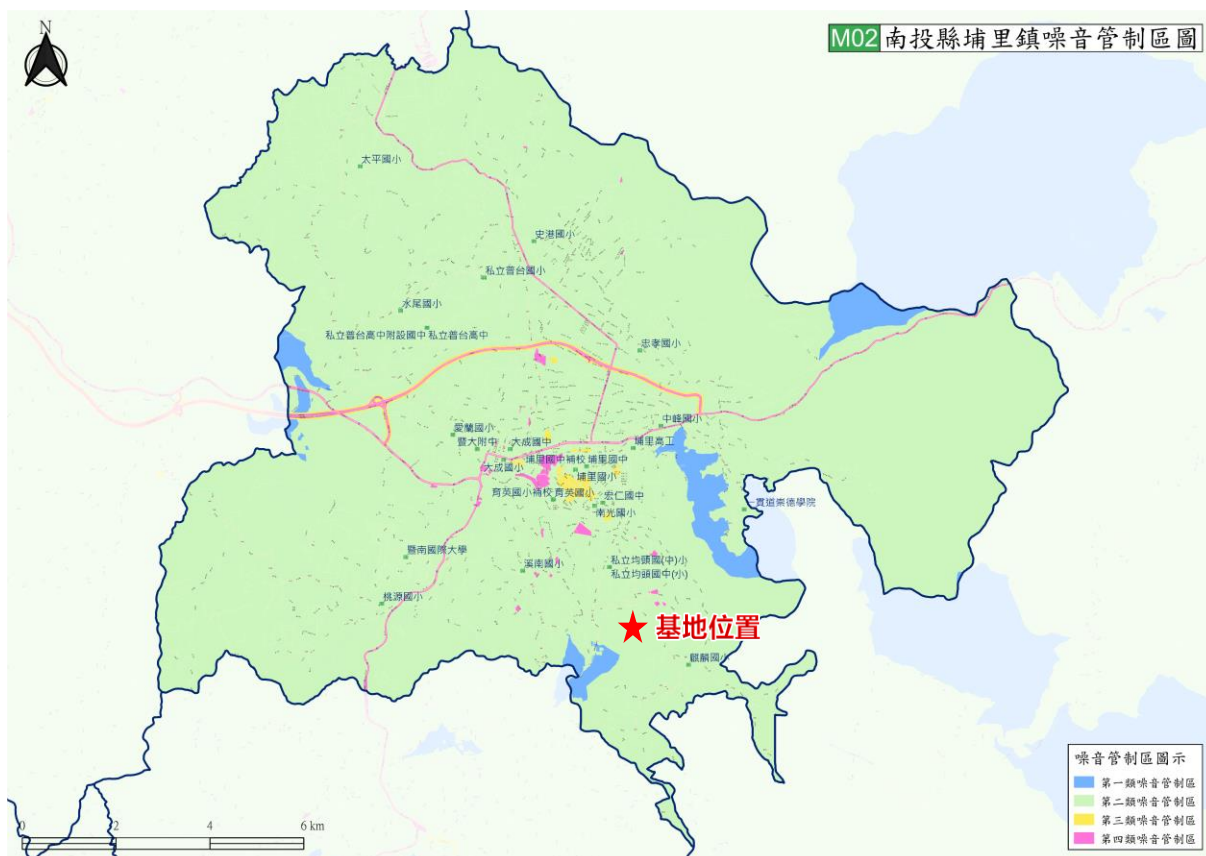 N
M02 南投縣埔里鎮噪音管制區圖
太平國小
史港國小
私立普台國小
水尾國小
私立普台高中附設國中 私立普台高中
忠孝國小
中峰國小
愛蘭國小
暨大附中 大成國中
埔里高工
埔里國中補校 埔里國中
大成國小
埔里國小
育英國小補校 育英國小 宏仁國中
南光國小
一貫道崇德學院
暨南國際大學
溪南國小
私立均頭國(中)小
私立均頭國中(小)
桃源國小
基地位置
麒麟國小
噪音管制區圖示
第一類噪音管制區
第二類噪音管制區
第三類噪音管制區
第四類噪音管制區
0 2 4 6 km